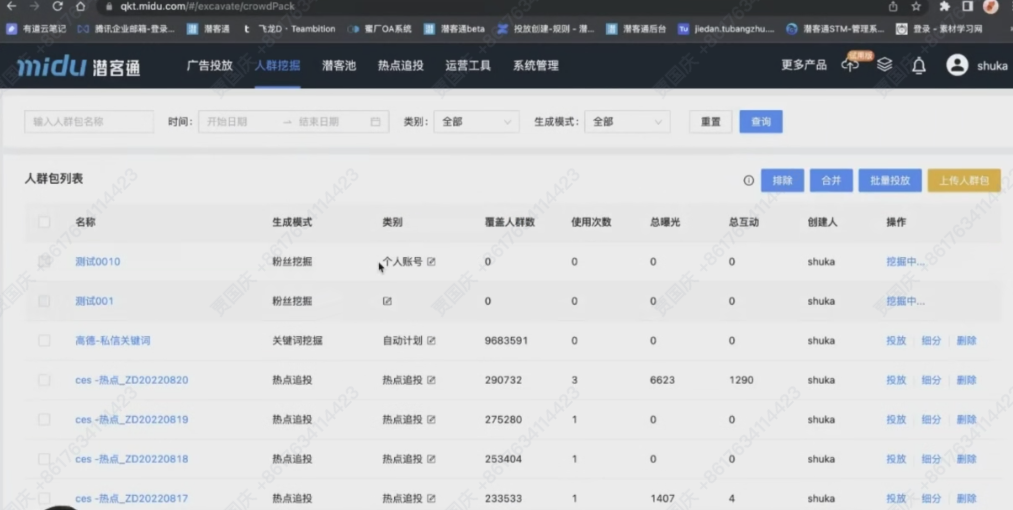 qkt.midu.com/#/excavate/crowdPack
有道云笔记 腾讯企业邮箱-登录... 潜客通 飞龙D · Teambition 蜜厂OA系统 潜客通beta 投放创建-规则 - 潜... 潜客通后台 jiedan.tubangzhu.... 潜客通STM-管理系... 登录 - 素材学习网
midu 潜客通 广告投放 人群挖掘 潜客池 热点追投 运营工具 系统管理 更多产品 shuka
输入人群包名称 时间: 开始日期 → 结束日期 类别: 全部 生成模式: 全部 重置 查询
人群包列表 排除 合并 批量投放 上传人群包
名称 生成模式 类别 覆盖人群数 使用次数 总曝光 总互动 创建人 操作
测试0010 粉丝挖掘 个人账号 0 0 0 0 shuka 挖掘中...
测试001 粉丝挖掘 0 0 0 0 shuka 挖掘中...
高德-私信关键词 关键词挖掘 自动计划 9683591 0 0 0 shuka 投放 细分 删除
ces -热点_ZD20220820 热点追投 热点追投 290732 3 6623 1290 shuka 投放 细分 删除
ces -热点_ZD20220819 热点追投 热点追投 275280 1 0 0 shuka 投放 细分 删除
ces -热点_ZD20220818 热点追投 热点追投 253404 1 0 0 shuka 投放 细分 删除
ces -热点_ZD20220817 热点追投 热点追投 233533 1 1407 4 shuka 投放 细分 删除
贾国庆 +8617634114423